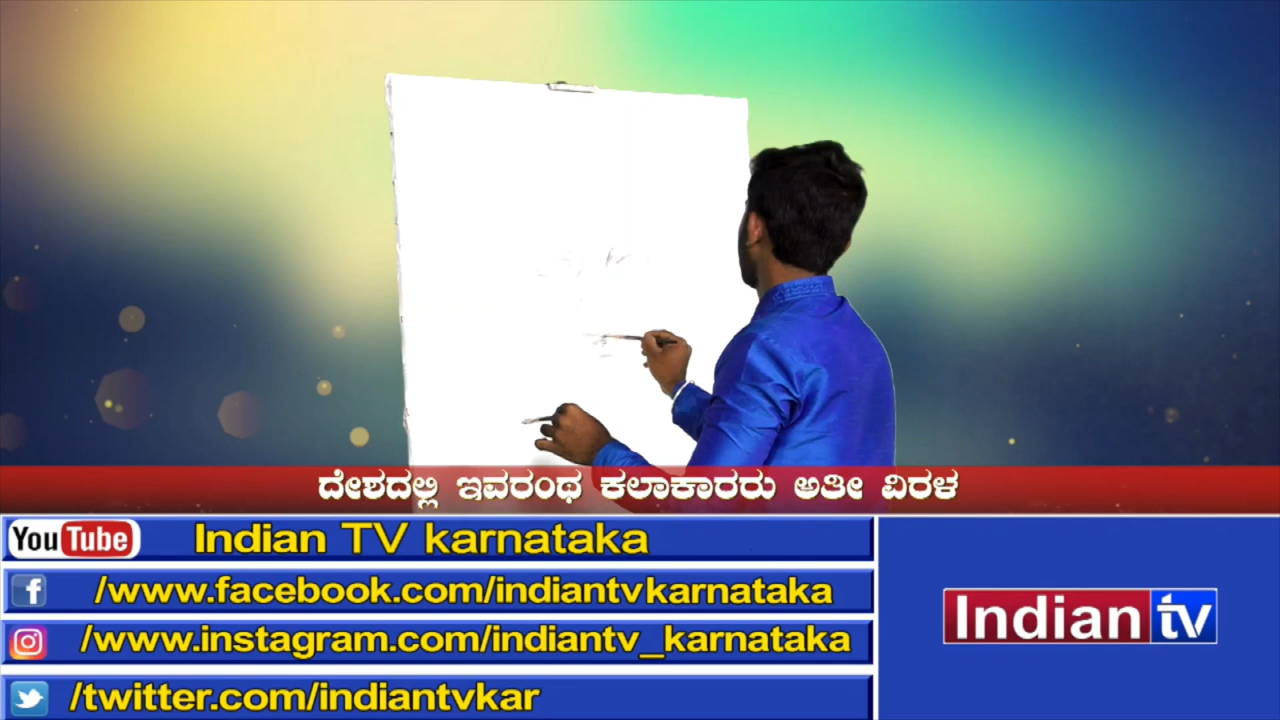 ದೇಶದಲ್ಲಿ ಇವರಂಥ ಕಲಾಕಾರರು ಅತೀ ವಿರಳ
YouTube Indian TV karnataka
f /www.facebook.com/indiantvkarnataka
/www.instagram.com/indiantv_karnataka
/twitter.com/indiantvkar
Indian tv